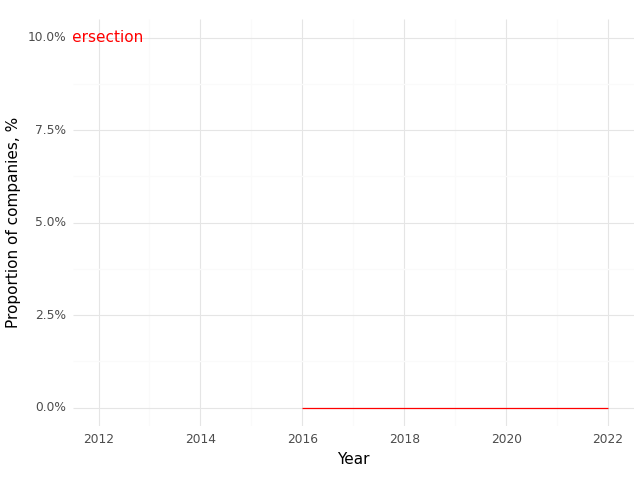 10.0%
ersection
7.5%
5.0%
2.5%
0.0%
Proportion of companies, %
2012 2014 2016 2018 2020 2022
Year